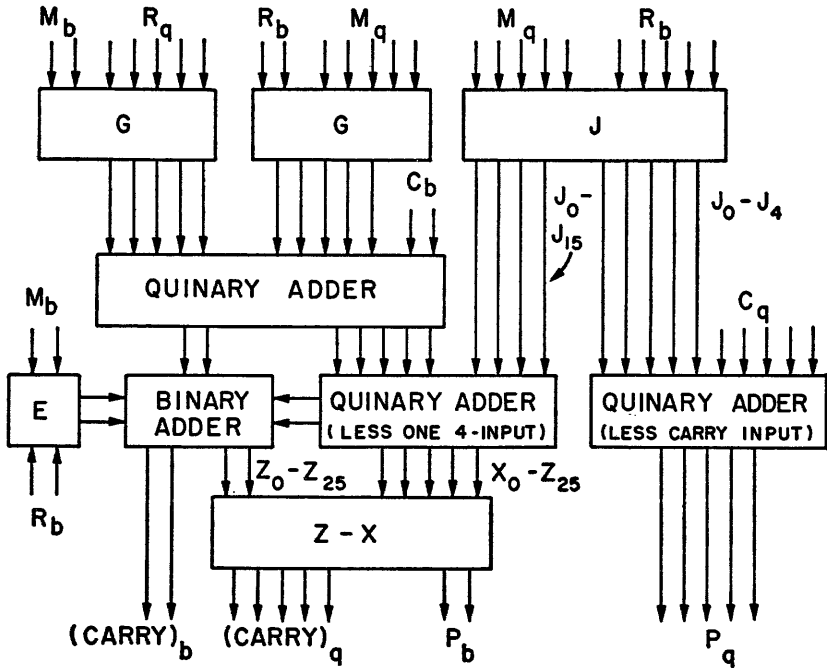 M_b R_q R_b M_q M_q R_b
G G J
C_b J_0 – J_15 J_0 – J_4
QUINARY ADDER
M_b C_q
E BINARY ADDER QUINARY ADDER (LESS ONE 4-INPUT) QUINARY ADDER (LESS CARRY INPUT)
R_b Z_0 – Z_25 X_0 – Z_25
Z – X
(CARRY)_b (CARRY)_q P_b P_q